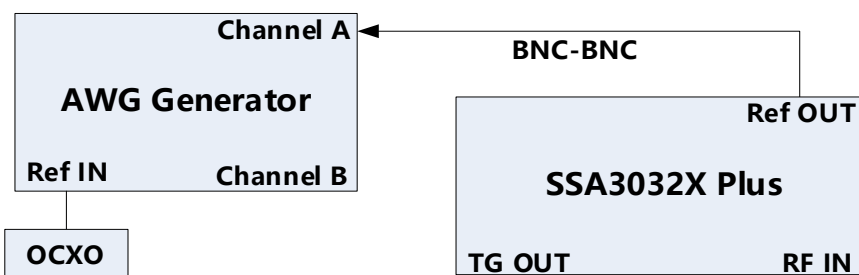 Channel A
BNC-BNC
AWG Generator
Ref OUT
Ref IN
Channel B
SSA3032X Plus
OCXO
TG OUT
RF IN